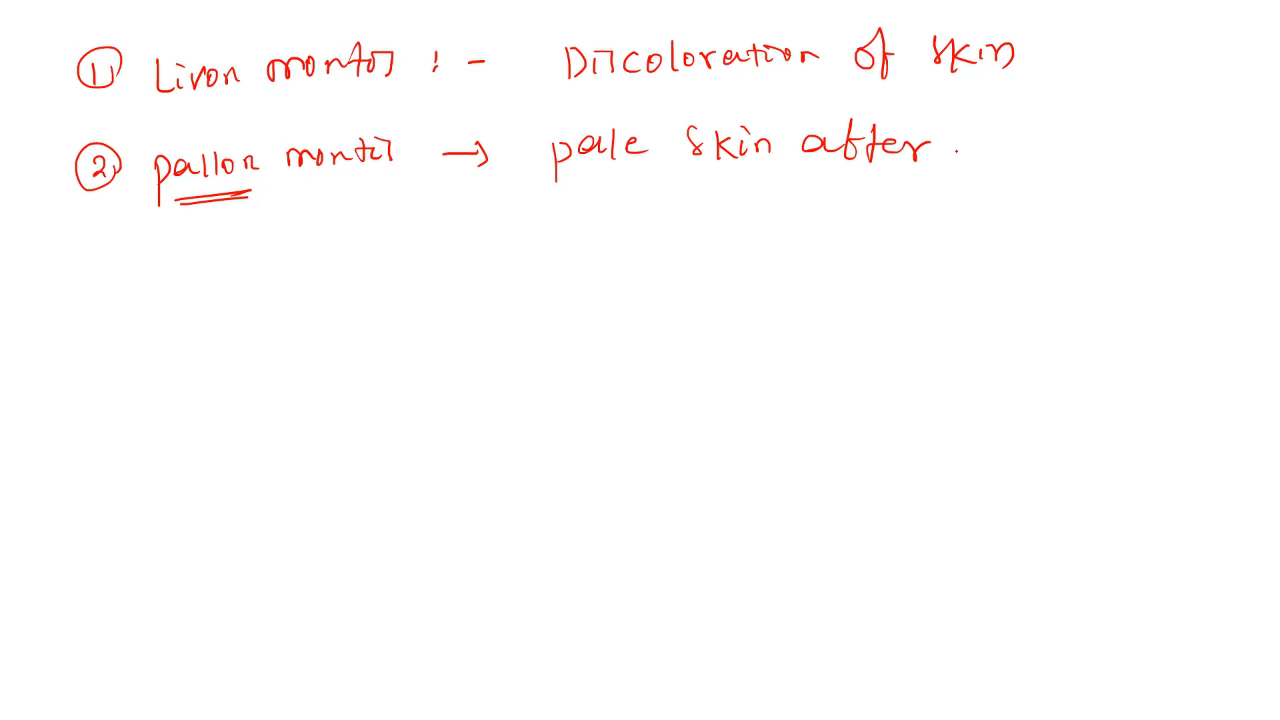 ① Livor mortis :- Discoloration of skin
② pallor mortis → pale skin after .